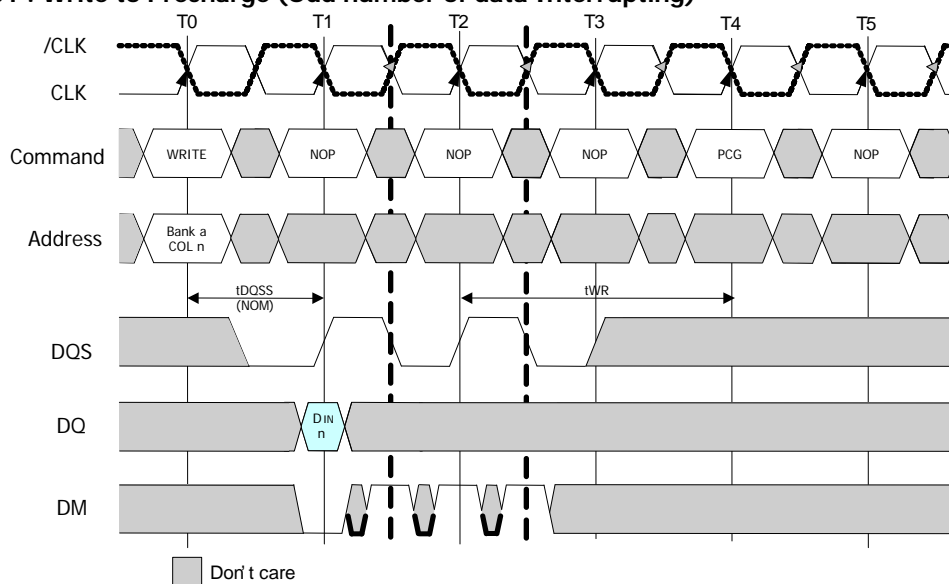 Write to Precharge (Odd number of data Interrupting)
T0 T1 T2 T3 T4 T5
/CLK
CLK
Command WRITE NOP NOP NOP PCG NOP
Address Bank a
COL n
tDQSS
(NOM)
tWR
DQS
DQ DIN
n
DM
Don't care